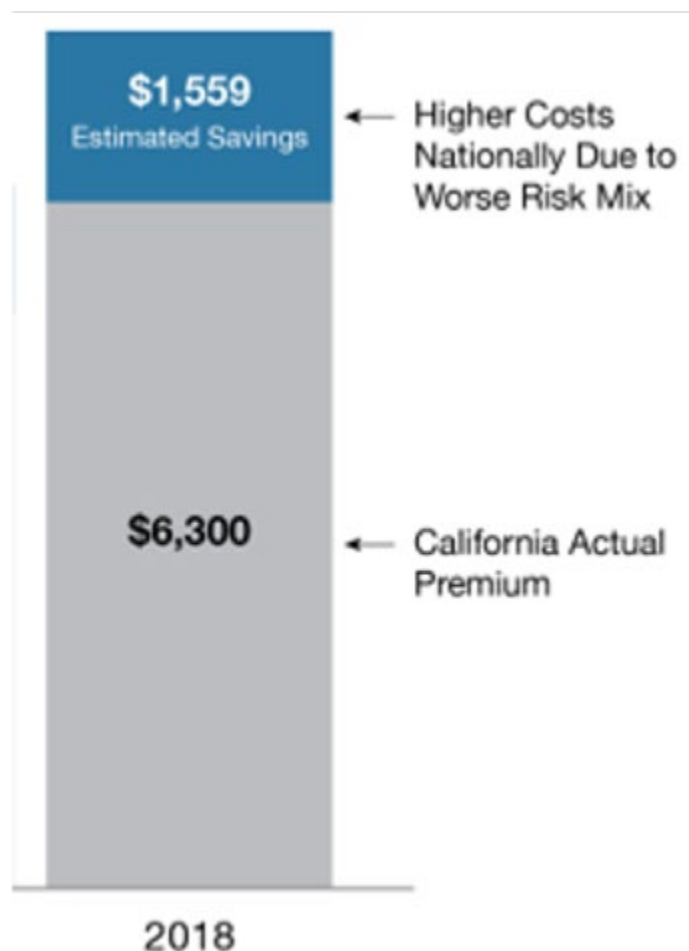 $1,559
Estimated Savings
Higher Costs
Nationally Due to
Worse Risk Mix
$6,300
California Actual
Premium
2018